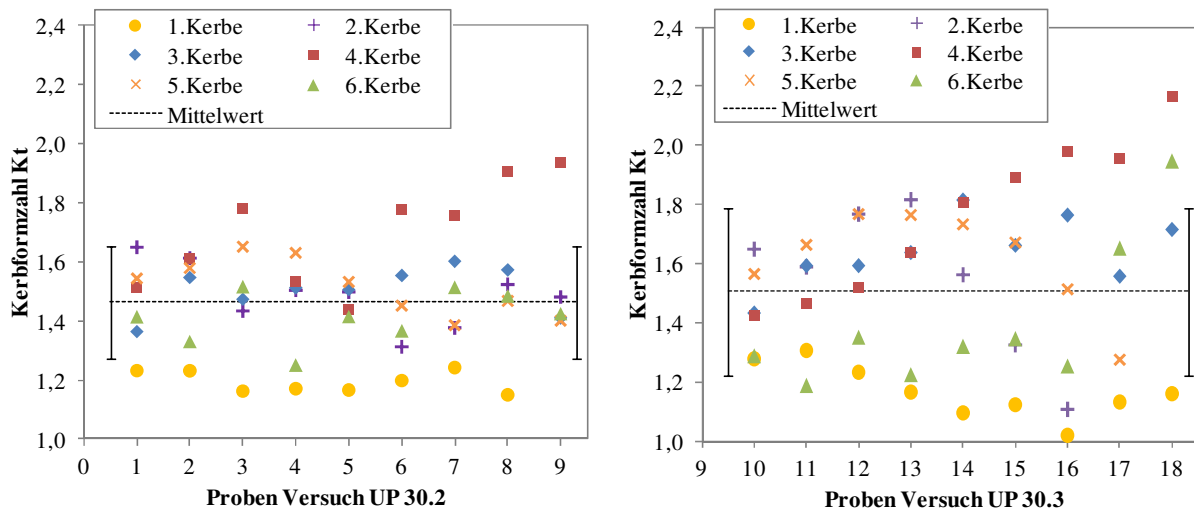 1.Kerbe 2.Kerbe
3.Kerbe 4.Kerbe
5.Kerbe 6.Kerbe
Mittelwert
Kerbformzahl Kt
2,4
2,2
2,0
1,8
1,6
1,4
1,2
1,0
0 1 2 3 4 5 6 7 8 9
Proben Versuch UP 30.2
1.Kerbe 2.Kerbe
3.Kerbe 4.Kerbe
5.Kerbe 6.Kerbe
Mittelwert
Kerbformzahl Kt
2,4
2,2
2,0
1,8
1,6
1,4
1,2
1,0
9 10 11 12 13 14 15 16 17 18
Proben Versuch UP 30.3